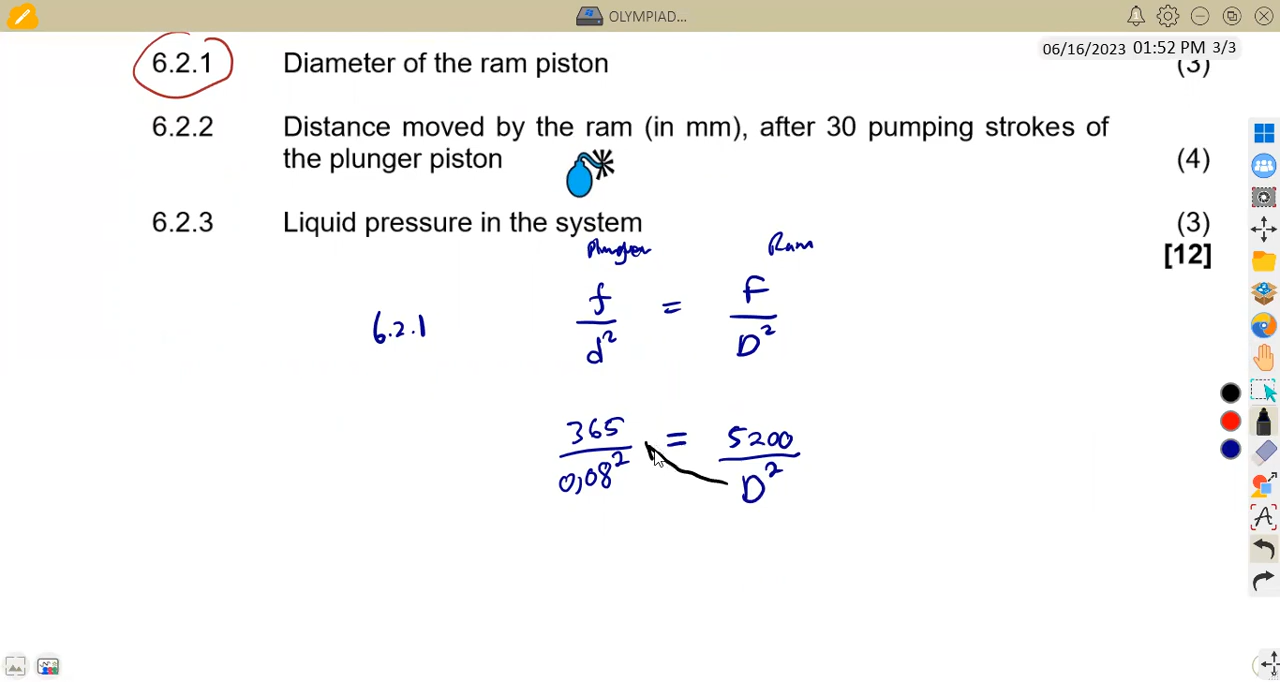 OLYMPIAD...
06/16/2023 01:52 PM 3/3
6.2.1 Diameter of the ram piston (3)
6.2.2 Distance moved by the ram (in mm), after 30 pumping strokes of
the plunger piston (4)
6.2.3 Liquid pressure in the system (3)
[12]
Plunger Ram
6.2.1 f/d² = F/D²
365/0,08² = 5200/D²